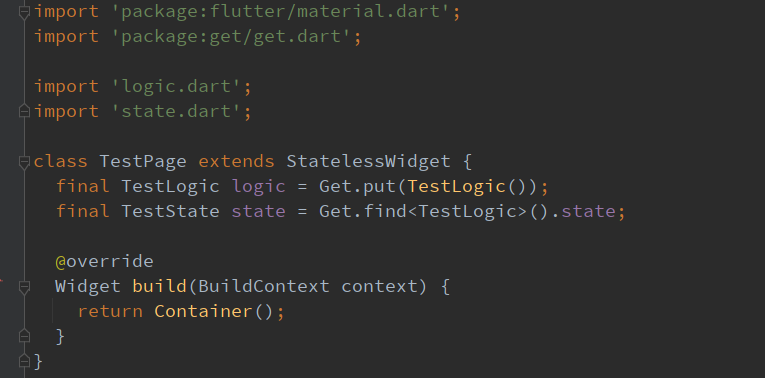 import 'package:flutter/material.dart';
import 'package:get/get.dart';
import 'logic.dart';
import 'state.dart';
class TestPage extends StatelessWidget {
final TestLogic logic = Get.put(TestLogic());
final TestState state = Get.find<TestLogic>().state;
@override
Widget build(BuildContext context) {
return Container();
}
}